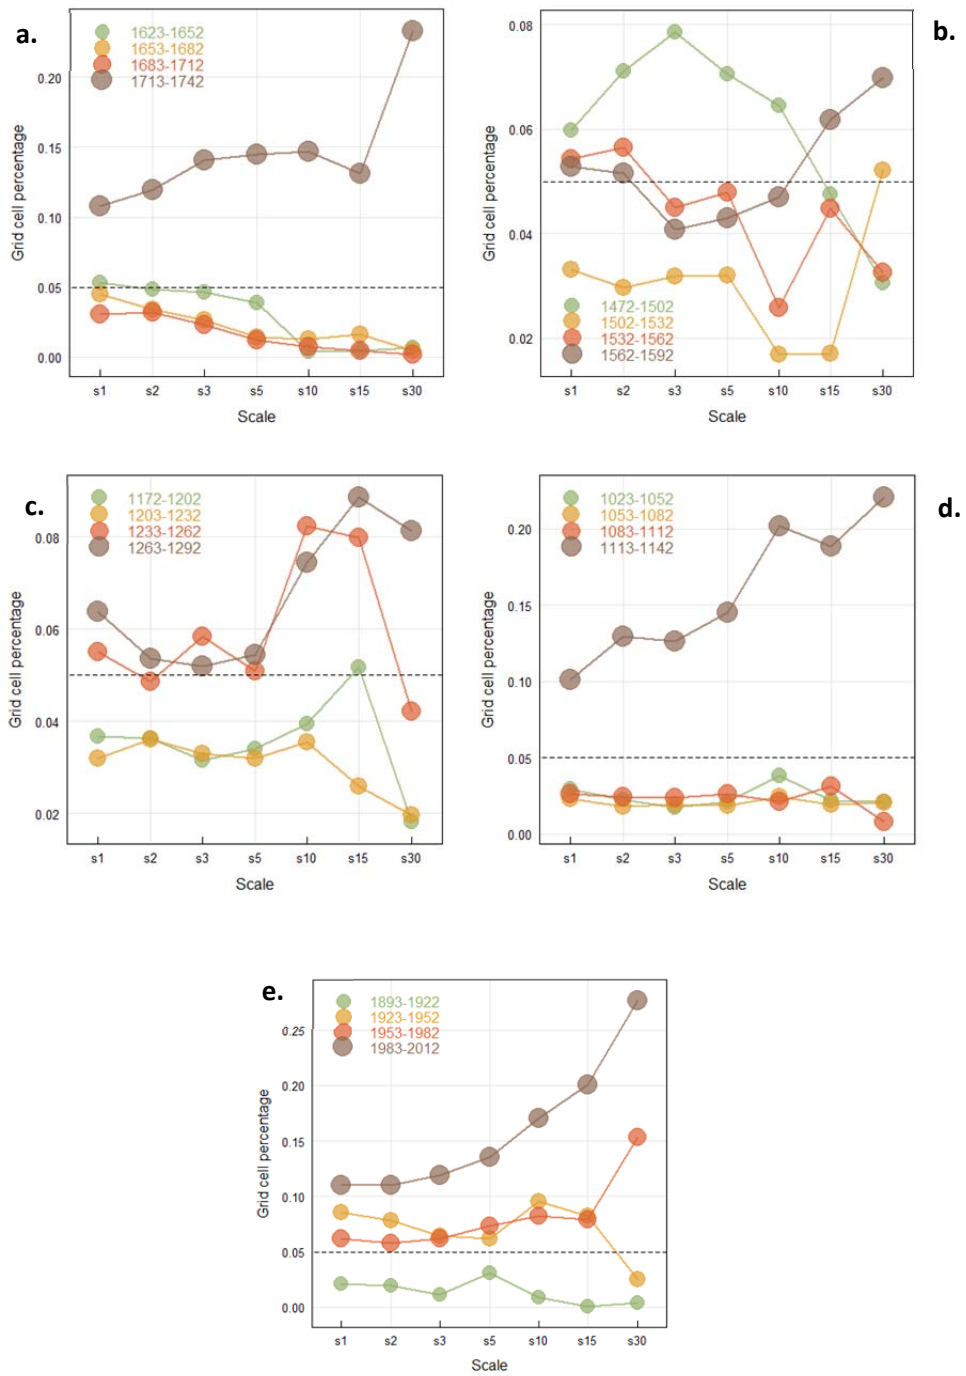 a.
1623-1652
1653-1682
1683-1712
1713-1742
0.20
0.15
0.10
0.05
0.00
Grid cell percentage
s1 s2 s3 s5 s10 s15 s30
Scale
b.
0.08
0.06
0.04
0.02
Grid cell percentage
1472-1502
1502-1532
1532-1562
1562-1592
s1 s2 s3 s5 s10 s15 s30
Scale
c.
1172-1202
1203-1232
1233-1262
1263-1292
0.08
0.06
0.04
0.02
Grid cell percentage
s1 s2 s3 s5 s10 s15 s30
Scale
d.
1023-1052
1053-1082
1083-1112
1113-1142
0.20
0.15
0.10
0.05
0.00
Grid cell percentage
s1 s2 s3 s5 s10 s15 s30
Scale
e.
1893-1922
1923-1952
1953-1982
1983-2012
0.25
0.20
0.15
0.10
0.05
0.00
Grid cell percentage
s1 s2 s3 s5 s10 s15 s30
Scale